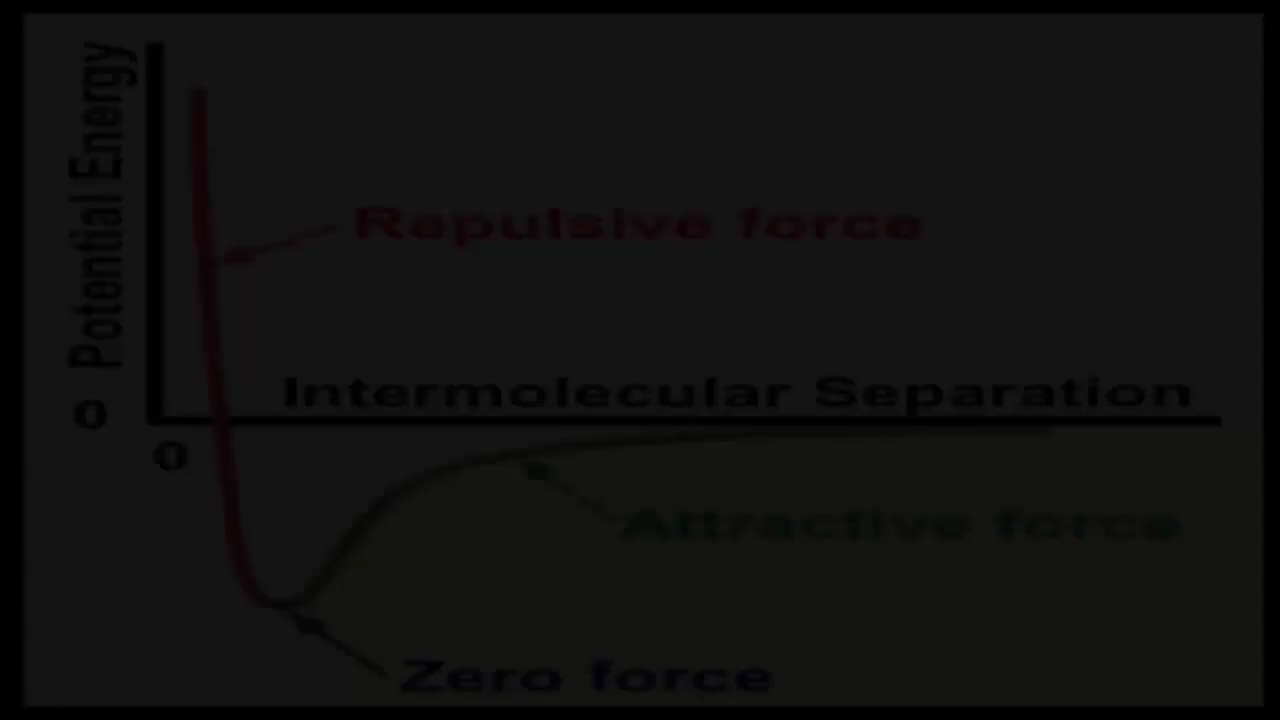 Potential Energy
Repulsive force
Intermolecular Separation
0
0
Attractive force
Zero force